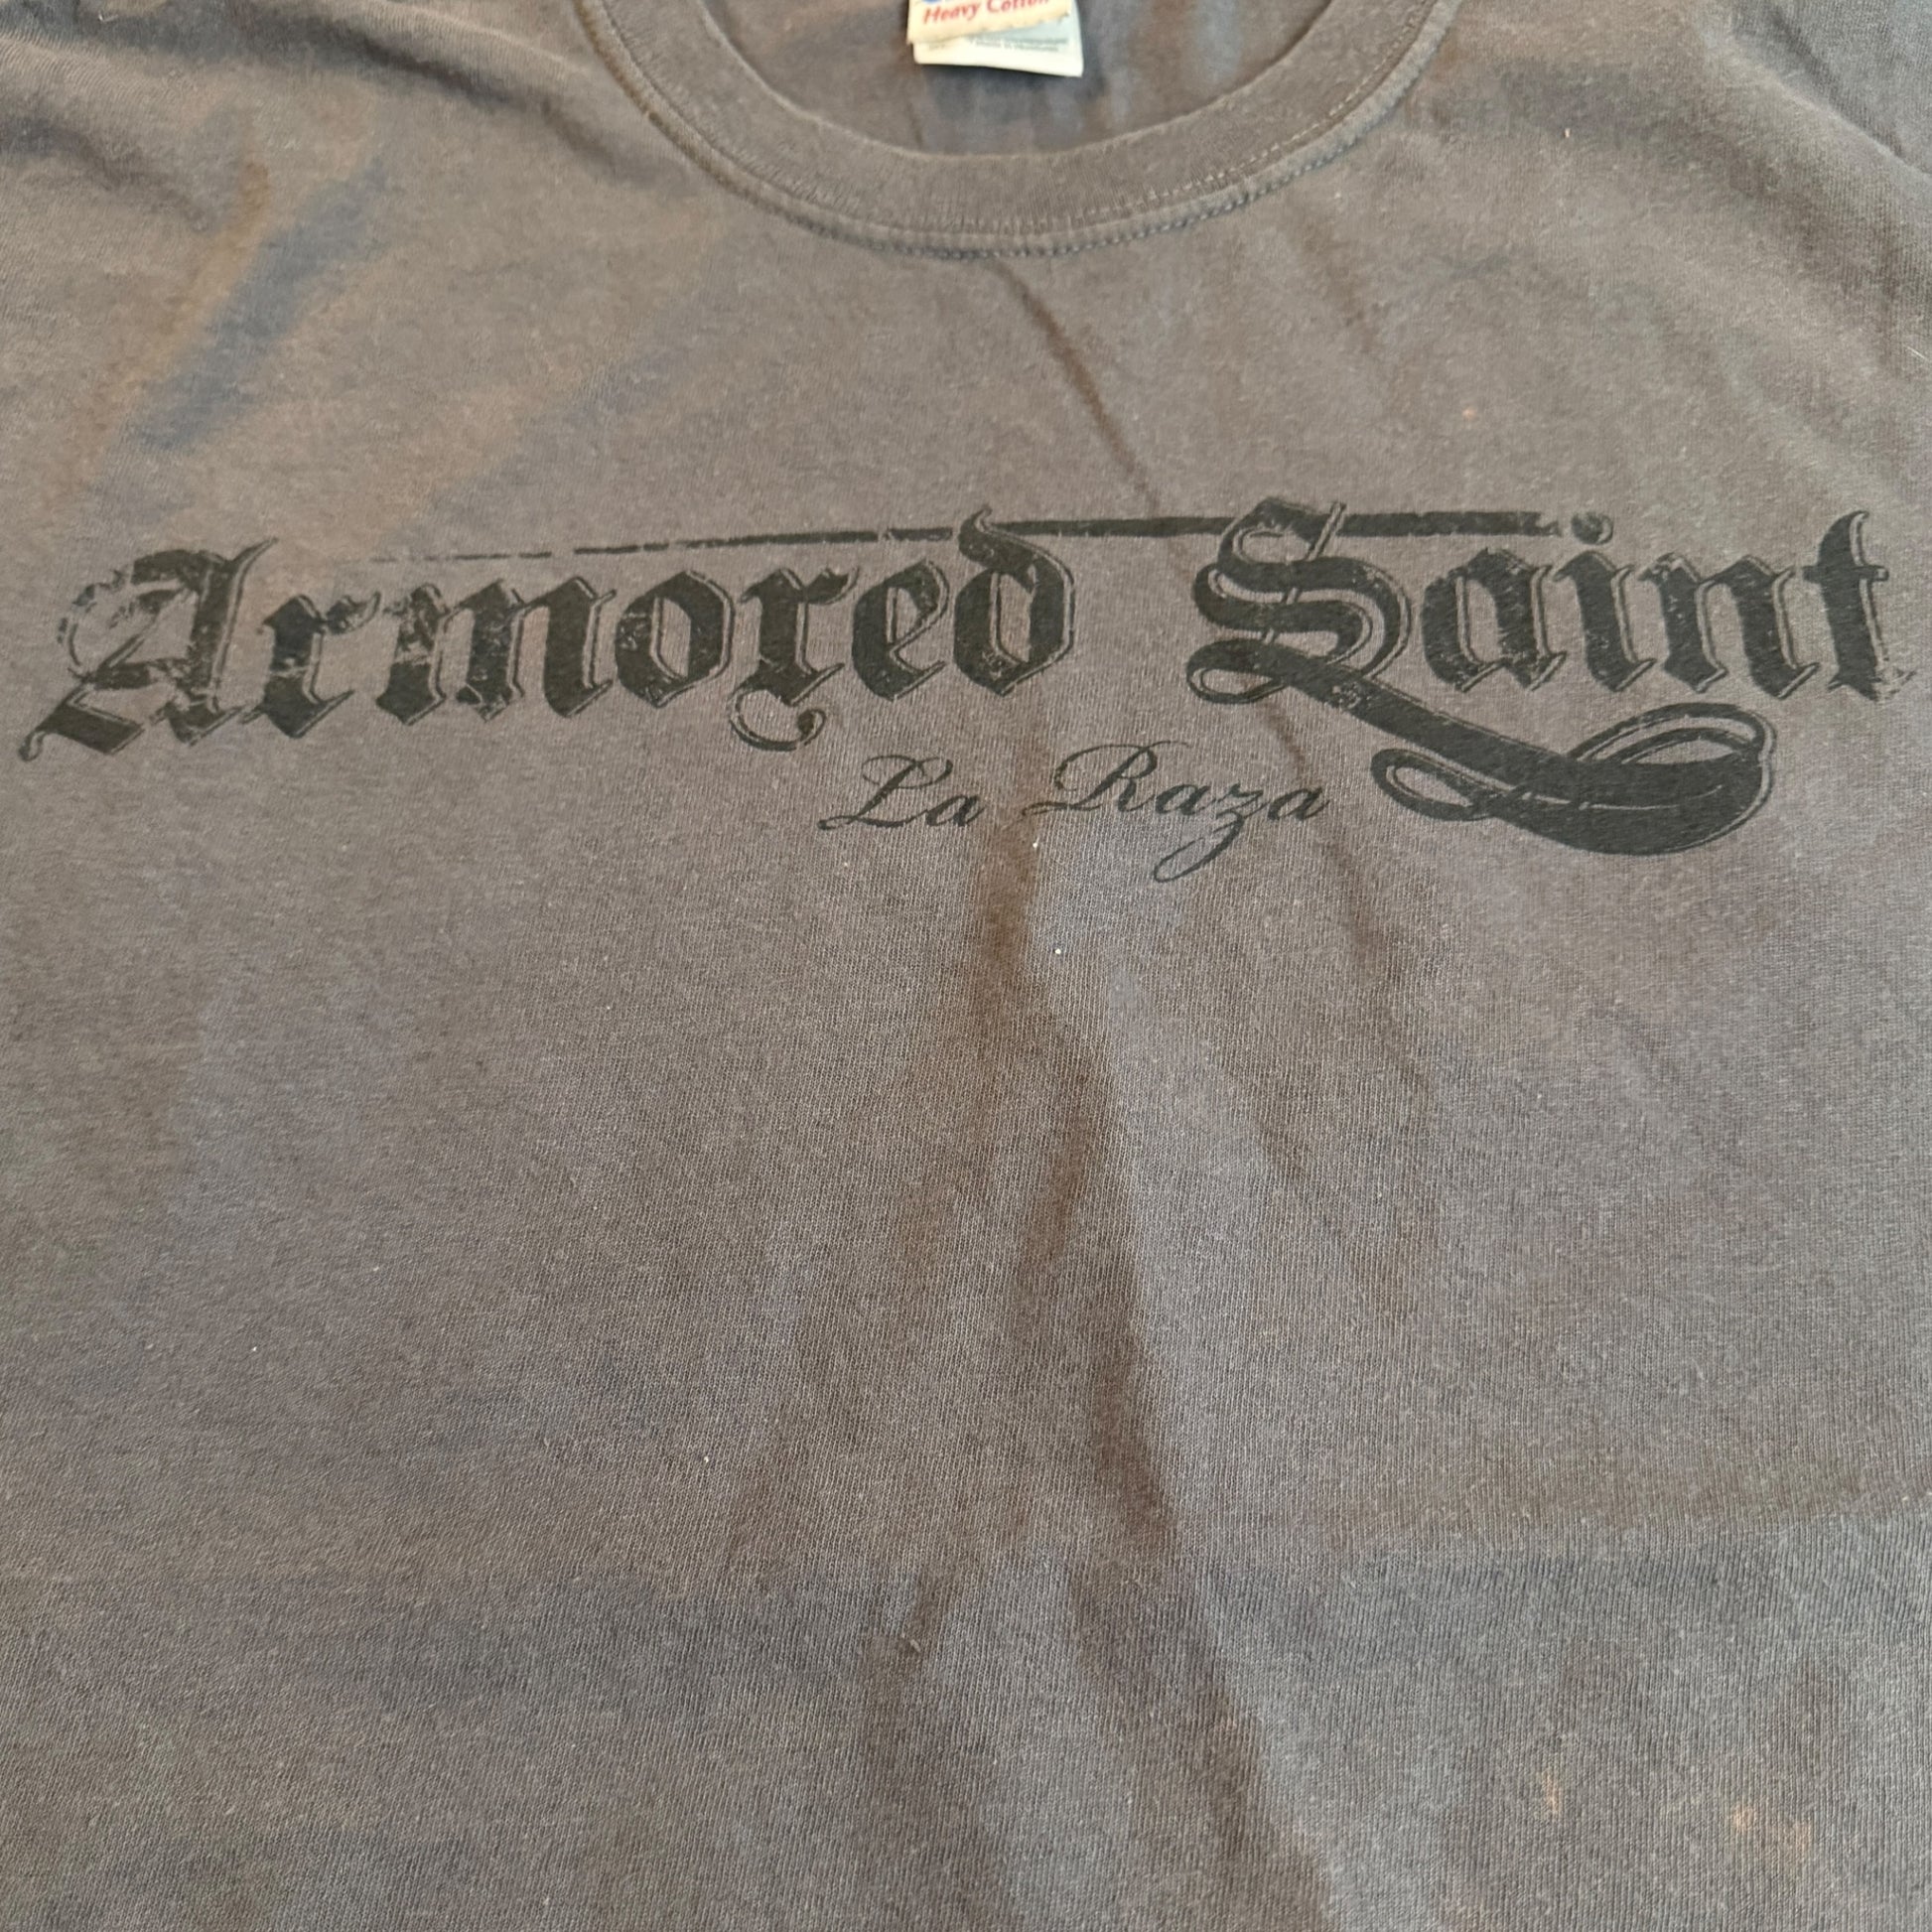 Heavy Cotton
Armored Saint
La Raza